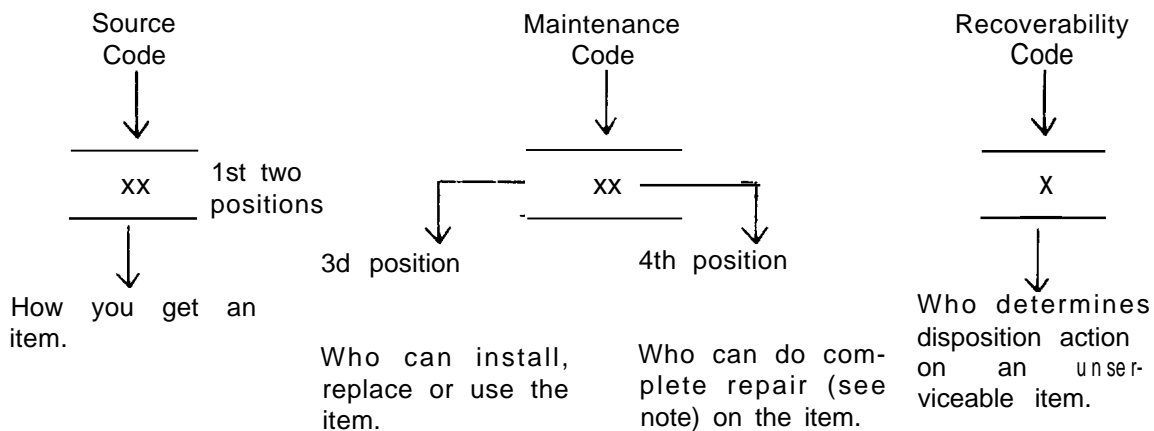 Source
Code
Maintenance
Code
Recoverability
Code
xx
1st two
positions
xx
X
3d position
4th position
How you get an
item.
Who can install,
replace or use the
item.
Who can do com-
plete repair (see
note) on the item.
Who determines
disposition action
on an unser-
viceable item.